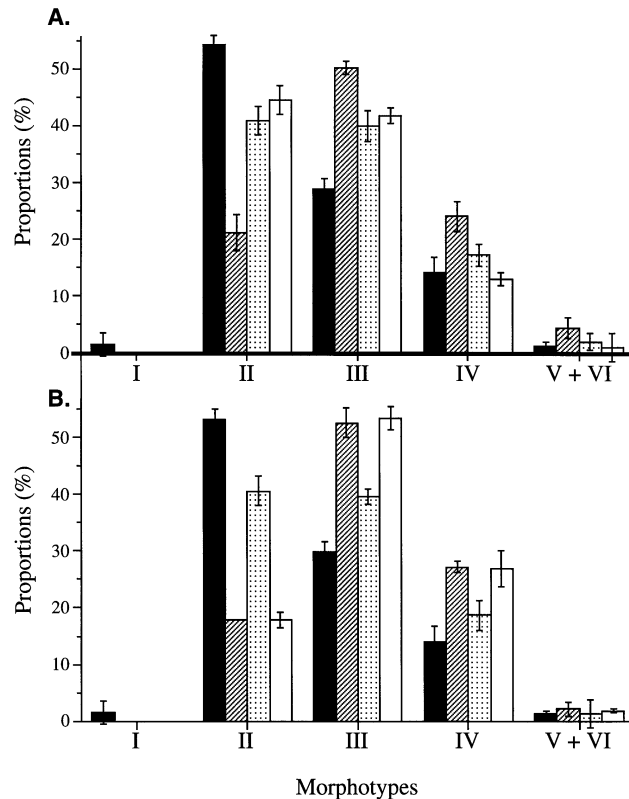 A.
Proportions (%)
50
40
30
20
10
0
I II III IV V + VI
B.
Proportions (%)
50
40
30
20
10
0
I II III IV V + VI
Morphotypes